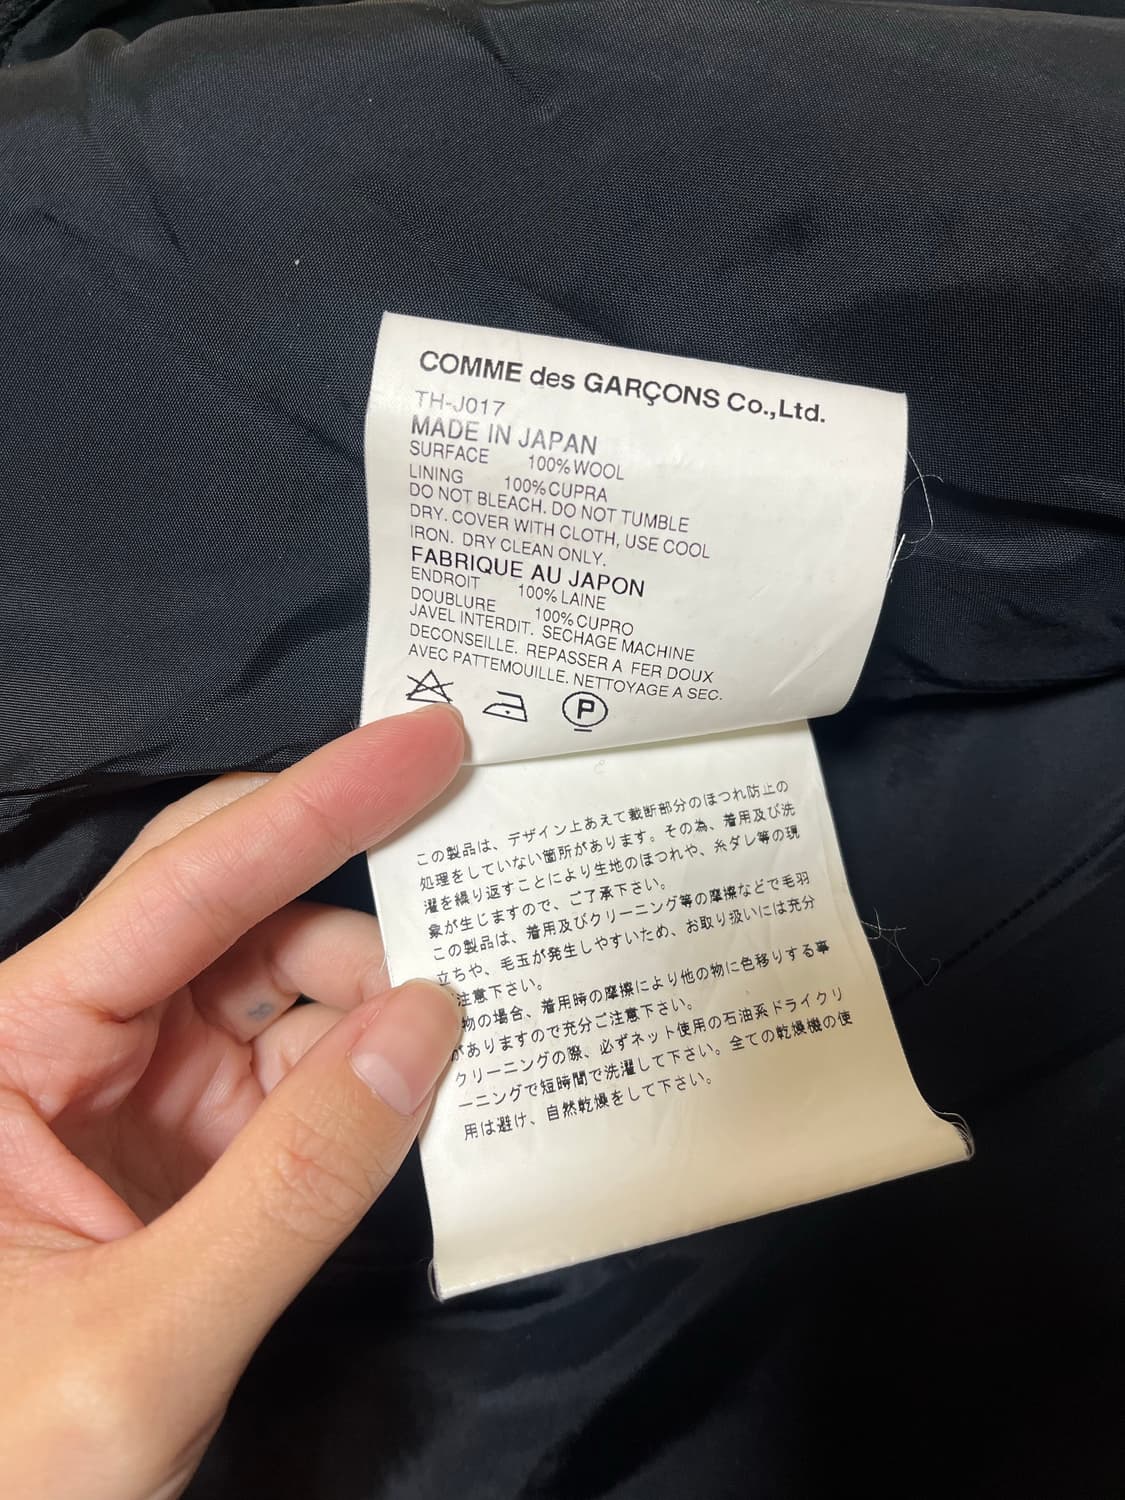 COMME des GARÇONS Co.,Ltd.
TH-J017
MADE IN JAPAN
SURFACE 100%WOOL
LINING 100%CUPRA
DO NOT BLEACH. DO NOT TUMBLE
DRY. COVER WITH CLOTH, USE COOL
IRON. DRY CLEAN ONLY.
FABRIQUE AU JAPON
ENDROIT 100%LAINE
DOUBLURE 100%CUPRO
JAVEL INTERDIT. SECHAGE MACHINE
DECONSEILLE. REPASSER A FER DOUX
AVEC PATTEMOUILLE. NETTOYAGE A SEC.
P
この製品は、デザイン上あえて裁断部分のほつれ防止の
処理をしていない箇所があります。その為、着用及び洗
濯を繰り返すことにより生地のほつれや、糸ダレ等の現
象が生じますので、ご了承下さい。
この製品は、着用及びクリーニング等の摩擦などで毛羽
立ちや、毛玉が発生しやすいため、お取り扱いには充分
注意下さい。
物の場合、着用時の摩擦により他の物に色移りする事
がありますので充分ご注意下さい。
クリーニングの際、必ずネット使用の石油系ドライクリ
ーニングで短時間で洗濯して下さい。全ての乾燥機の使
用は避け、自然乾燥をして下さい。